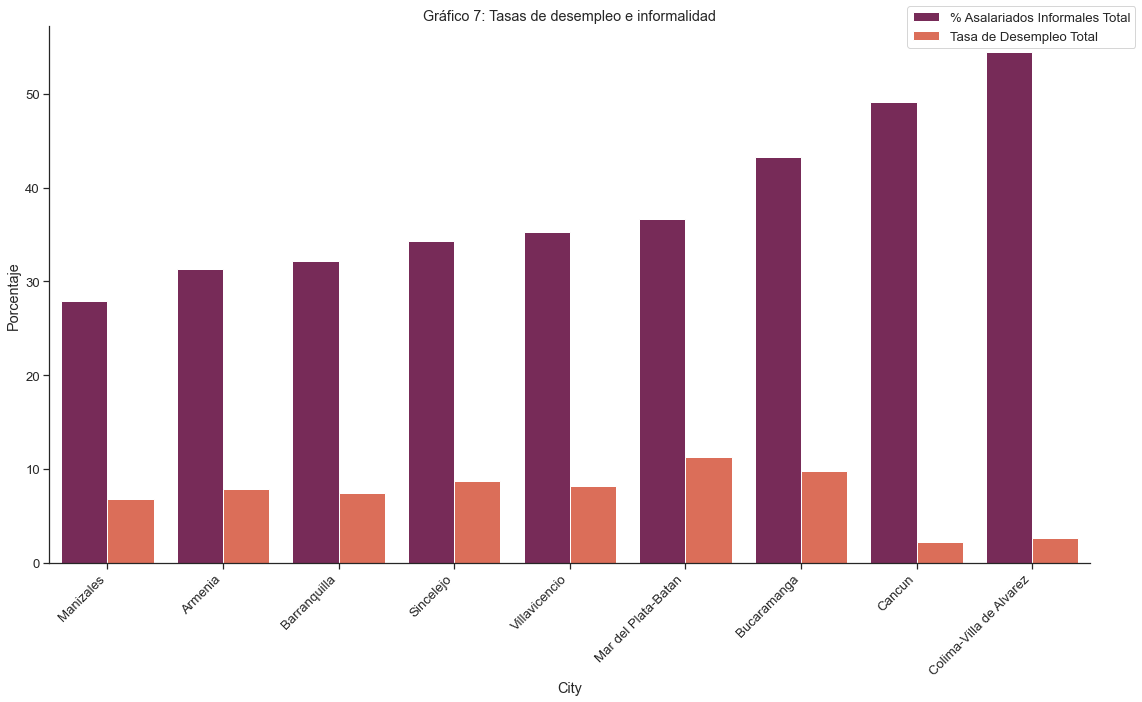 Gráfico 7: Tasas de desempleo e informalidad
% Asalariados Informales Total
Tasa de Desempleo Total
Porcentaje
50
40
30
20
10
0
Manizales
Armenia
Barranquilla
Sincelejo
Villavicencio
Mar del Plata-Batan
Bucaramanga
Cancun
Colima-Villa de Alvarez
City